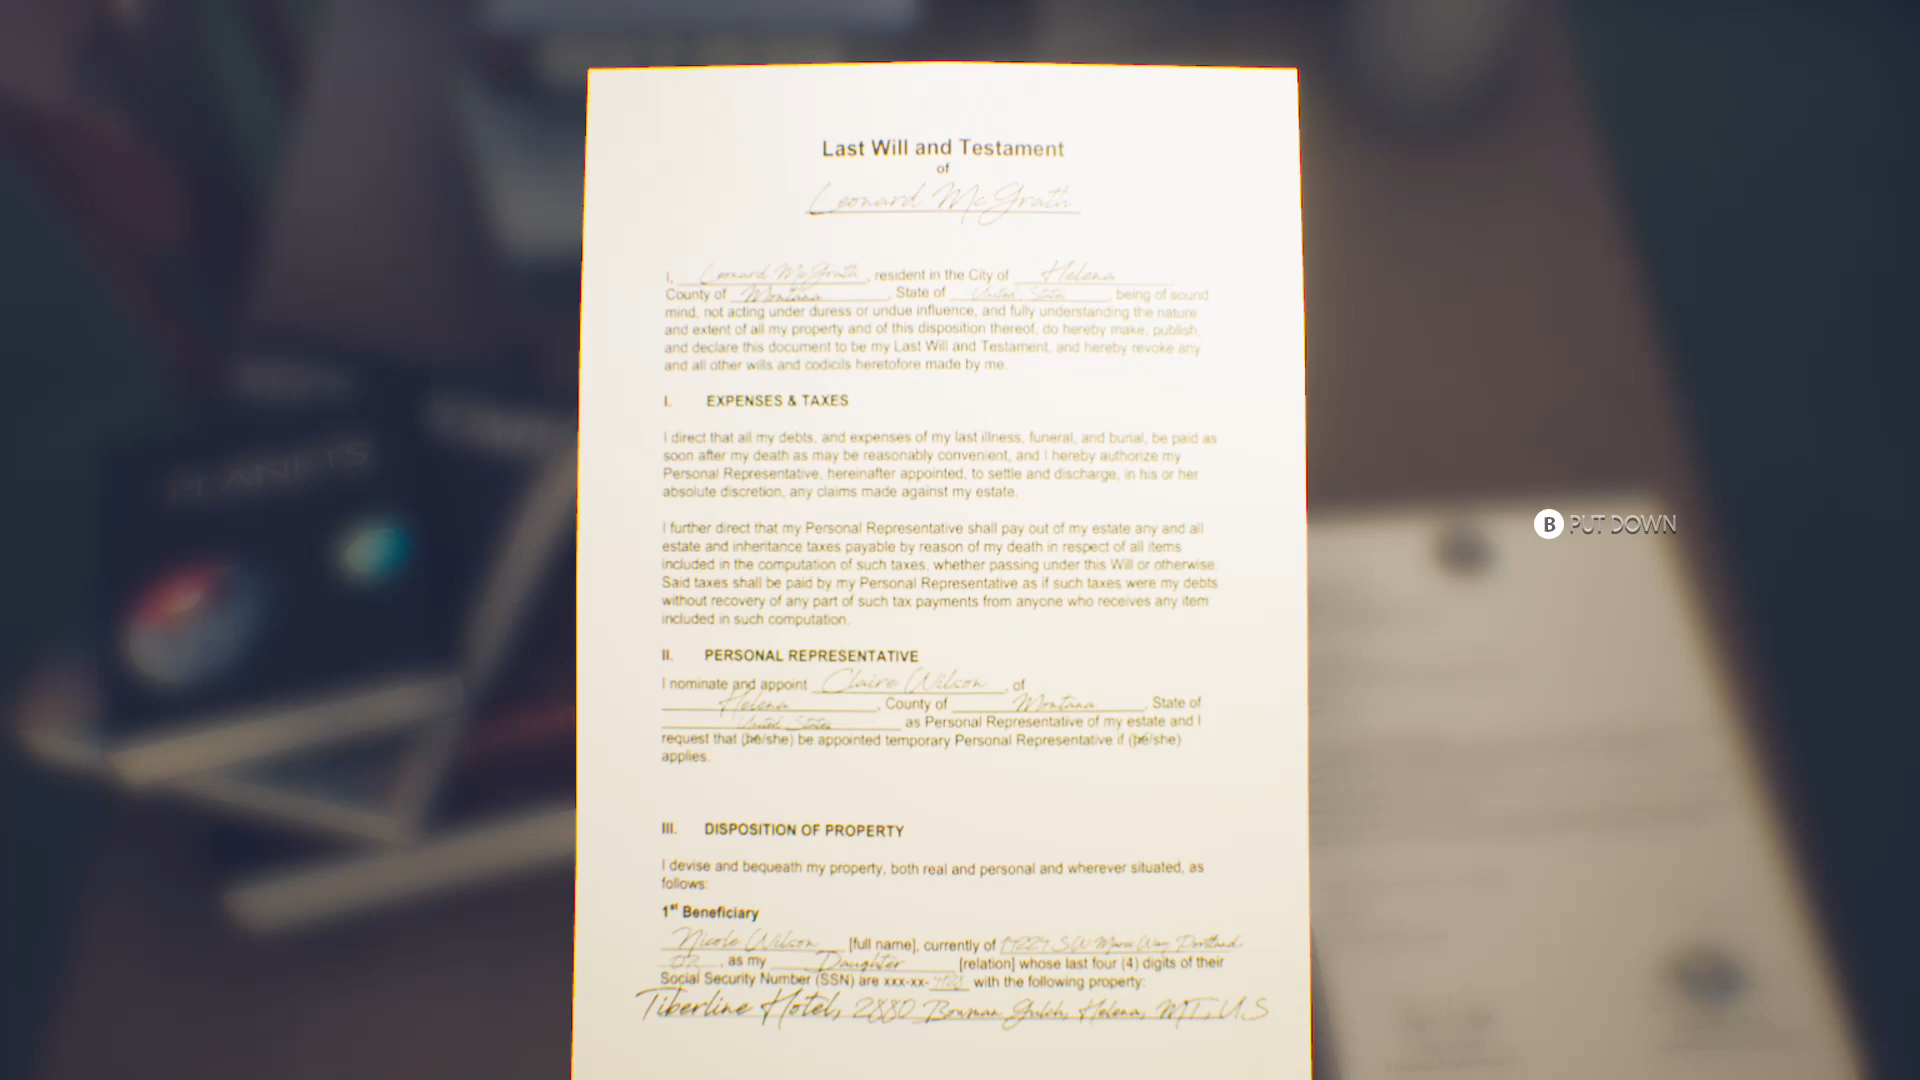 Last Will and Testament
of
Leonard McGrath
I, Leonard McGrath, resident in the City of Helena
County of Montana, State of United States, being of sound
mind, not acting under duress or undue influence, and fully understanding the nature
and extent of all my property and of this disposition thereof, do hereby make, publish,
and declare this document to be my Last Will and Testament, and hereby revoke any
and all other wills and codicils heretofore made by me.
I. EXPENSES & TAXES
I direct that all my debts, and expenses of my last illness, funeral, and burial, be paid as
soon after my death as may be reasonably convenient, and I hereby authorize my
Personal Representative, hereinafter appointed, to settle and discharge, in his or her
absolute discretion, any claims made against my estate.
I further direct that my Personal Representative shall pay out of my estate any and all
estate and inheritance taxes payable by reason of my death in respect of all items
included in the computation of such taxes, whether passing under this Will or otherwise.
Said taxes shall be paid by my Personal Representative as if such taxes were my debts
without recovery of any part of such tax payments from anyone who receives any item
included in such computation.
II. PERSONAL REPRESENTATIVE
I nominate and appoint Claire Wilson, of
Helena, County of Montana, State of
United States as Personal Representative of my estate and I
request that (he/she) be appointed temporary Personal Representative if (he/she)
applies.
III. DISPOSITION OF PROPERTY
I devise and bequeath my property, both real and personal and wherever situated, as
follows:
1st Beneficiary
Nicole Wilson [full name], currently of SW Way Portland,
OR, as my Daughter [relation] whose last four (4) digits of their
Social Security Number (SSN) are xxx-xx- with the following property:
Tiberline Hotel, 2880 Bowman Gulch, Helena, MT, U.S
PLANETS
B PUT DOWN